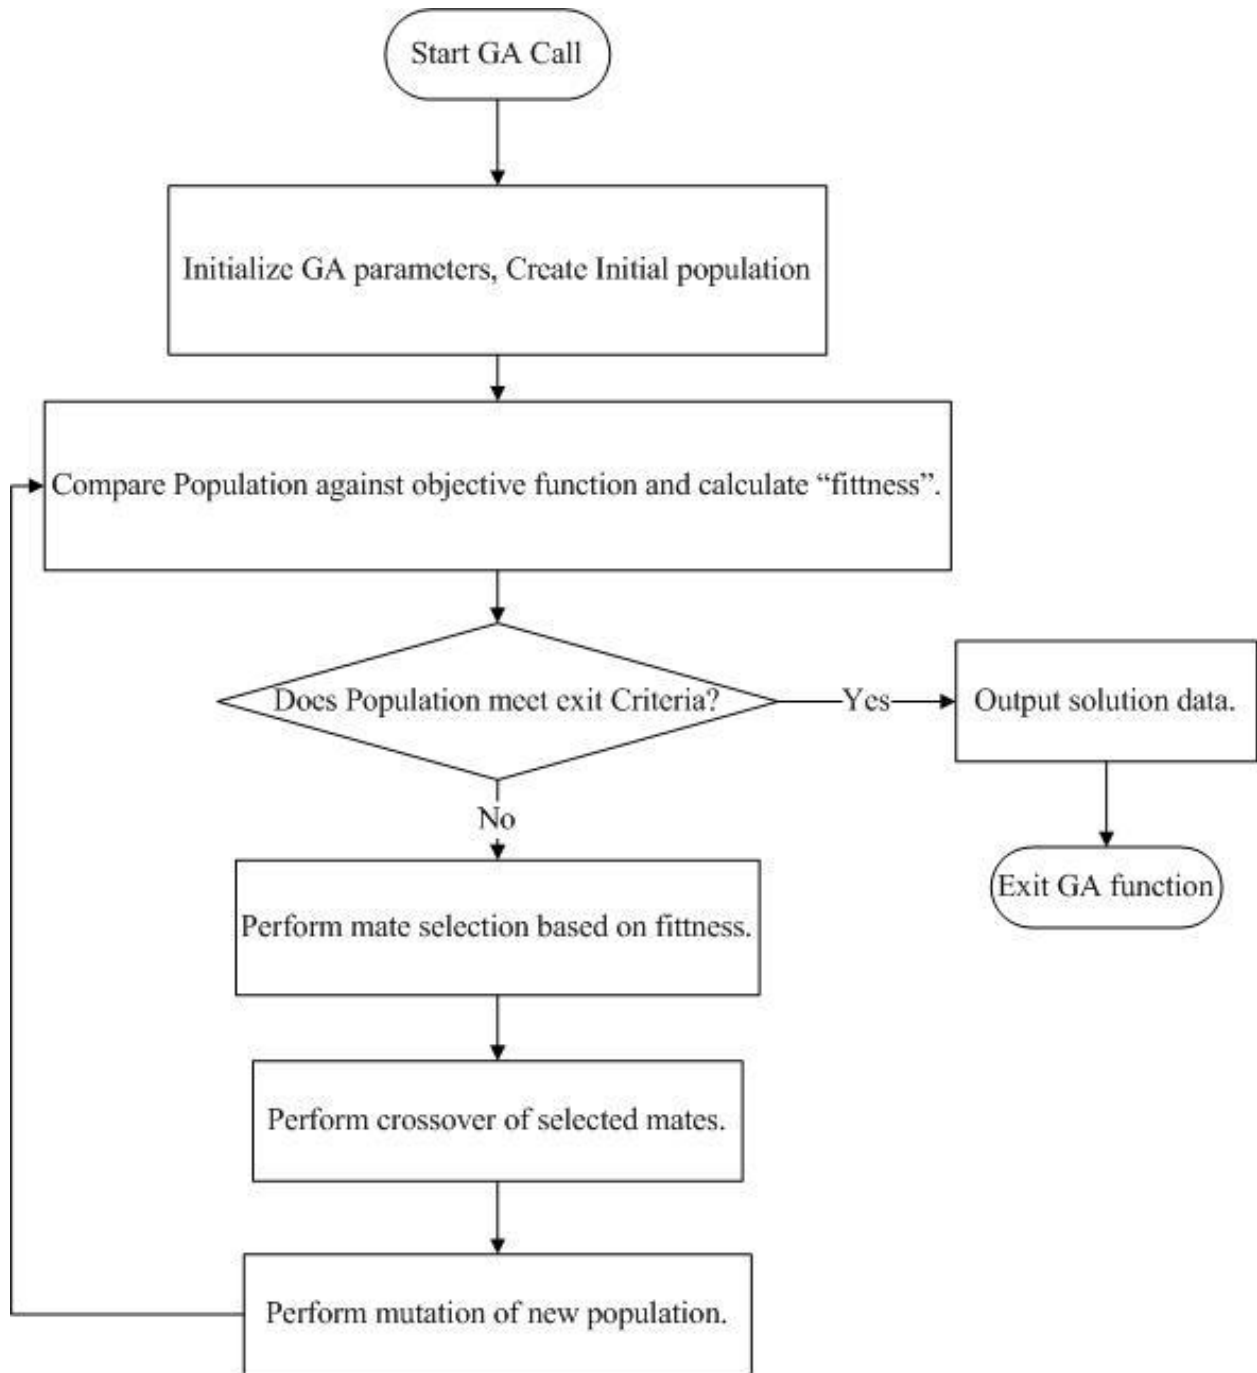 Start GA Call
Initialize GA parameters, Create Initial population
Compare Population against objective function and calculate “fittness”.
Does Population meet exit Criteria?
Yes
Output solution data.
No
Exit GA function
Perform mate selection based on fittness.
Perform crossover of selected mates.
Perform mutation of new population.